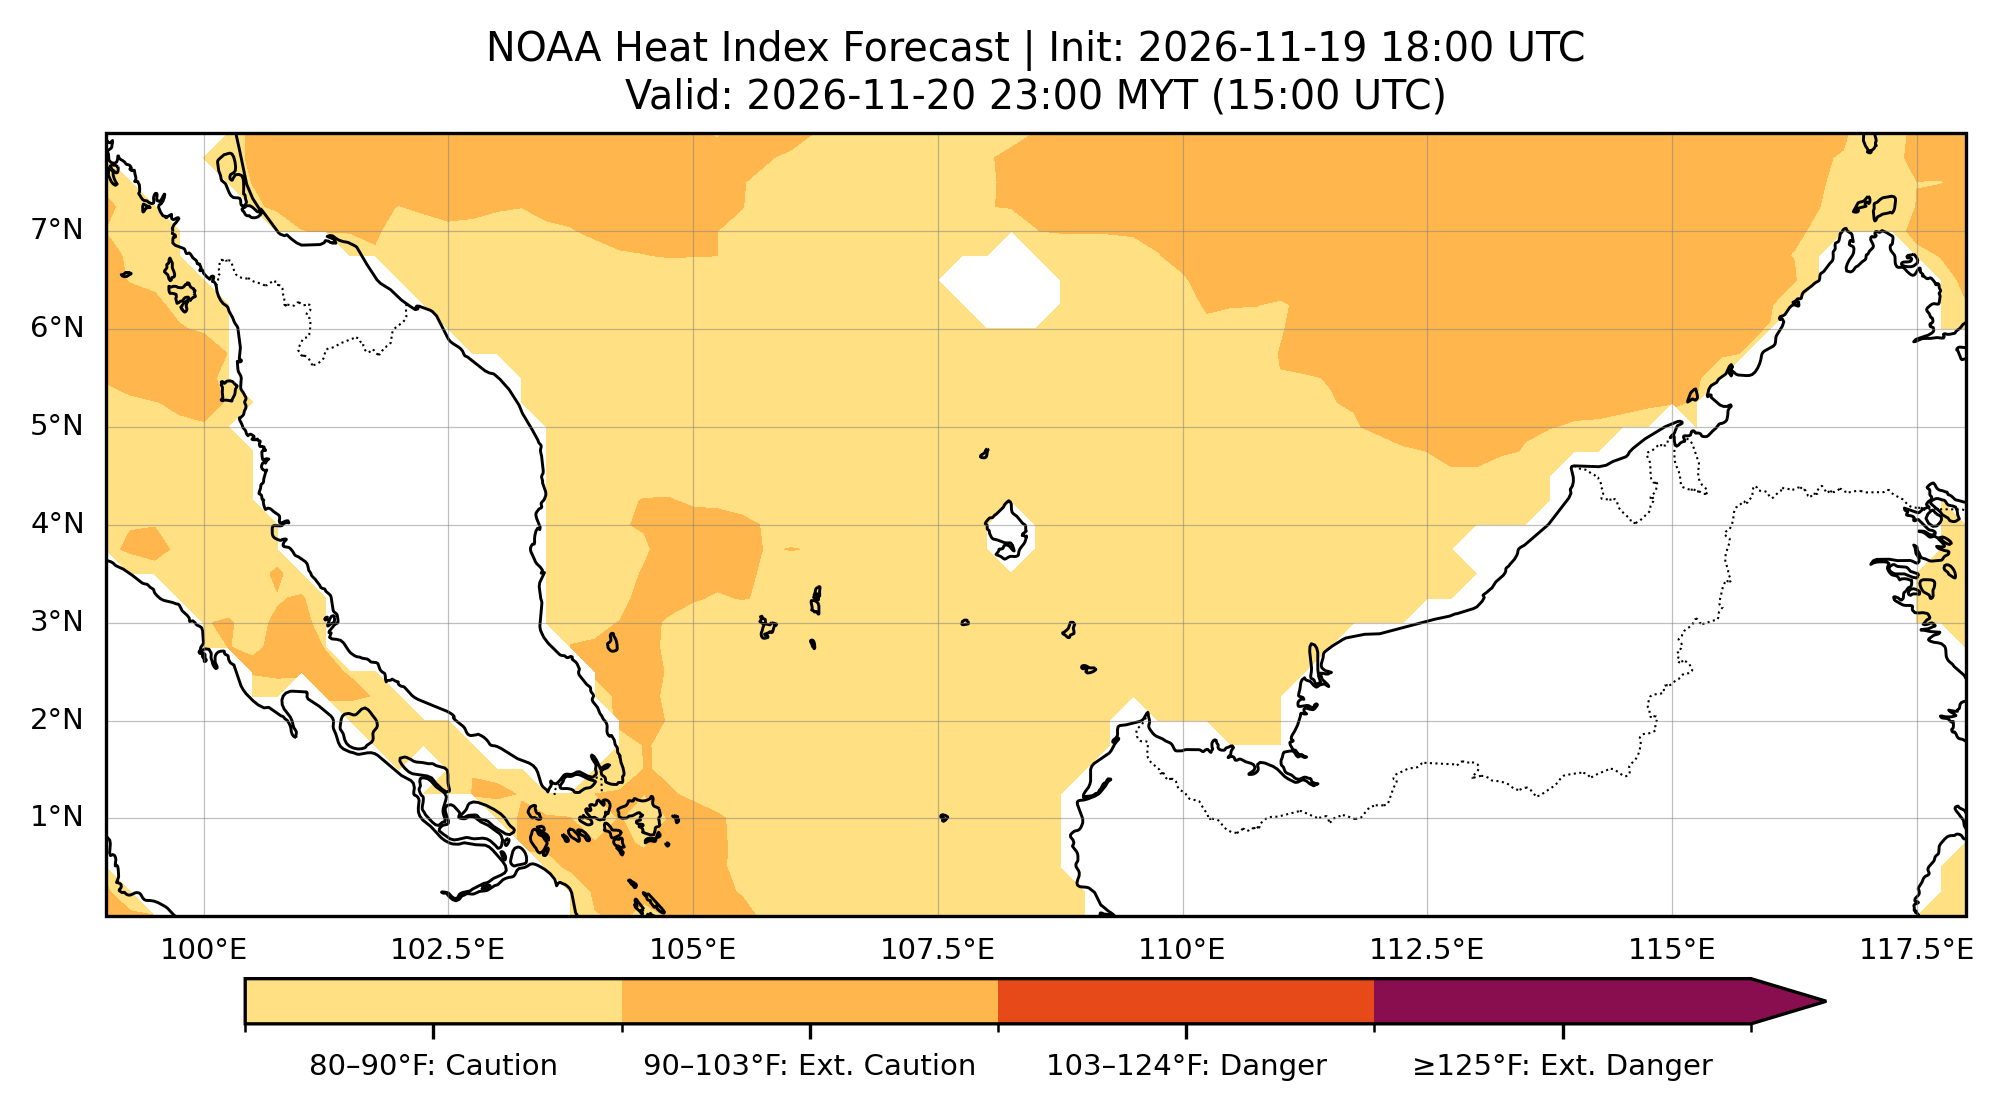 NOAA Heat Index Forecast | Init: 2026-11-19 18:00 UTC
Valid: 2026-11-20 23:00 MYT (15:00 UTC)
7°N
6°N
5°N
4°N
3°N
2°N
1°N
100°E 102.5°E 105°E 107.5°E 110°E 112.5°E 115°E 117.5°E
80–90°F: Caution 90–103°F: Ext. Caution 103–124°F: Danger ≥125°F: Ext. Danger